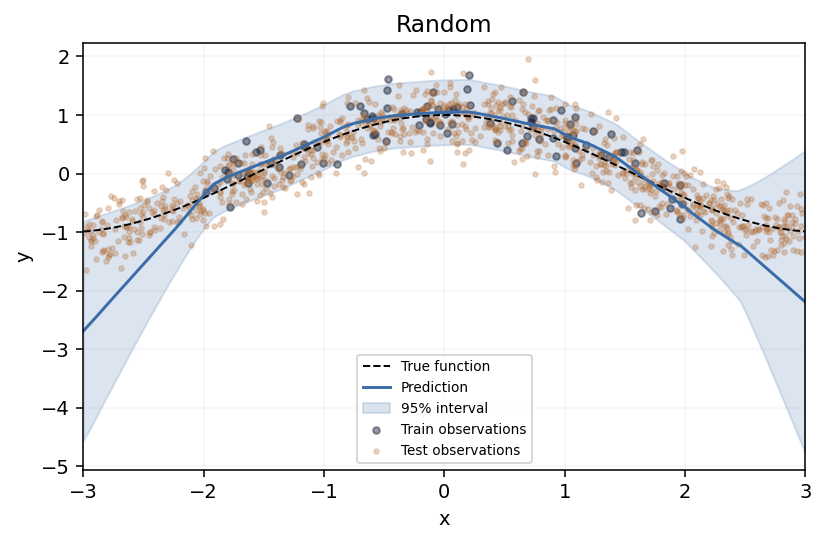 Random
2
1
0
−1
−2
−3
−4
−5
y
−3
−2
−1
0
1
2
3
x
True function
Prediction
95% interval
Train observations
Test observations